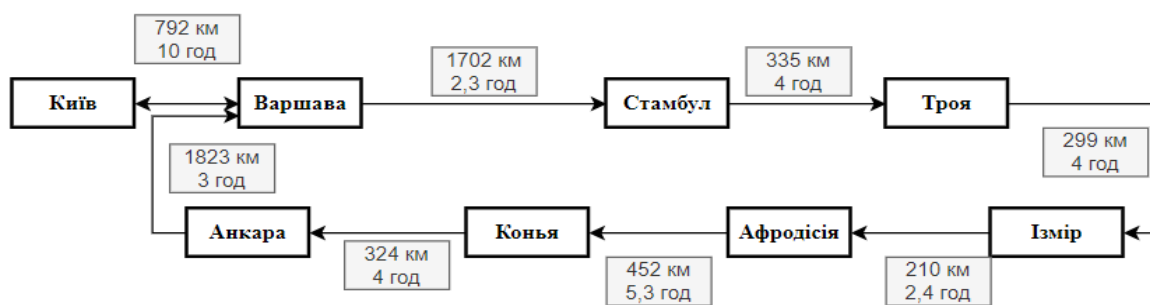 792 км
10 год
1702 км
2,3 год
335 км
4 год
Київ
Варшава
Стамбул
Троя
299 км
4 год
1823 км
3 год
Анкара
Конья
Афродісія
Ізмір
324 км
4 год
452 км
5,3 год
210 км
2,4 год